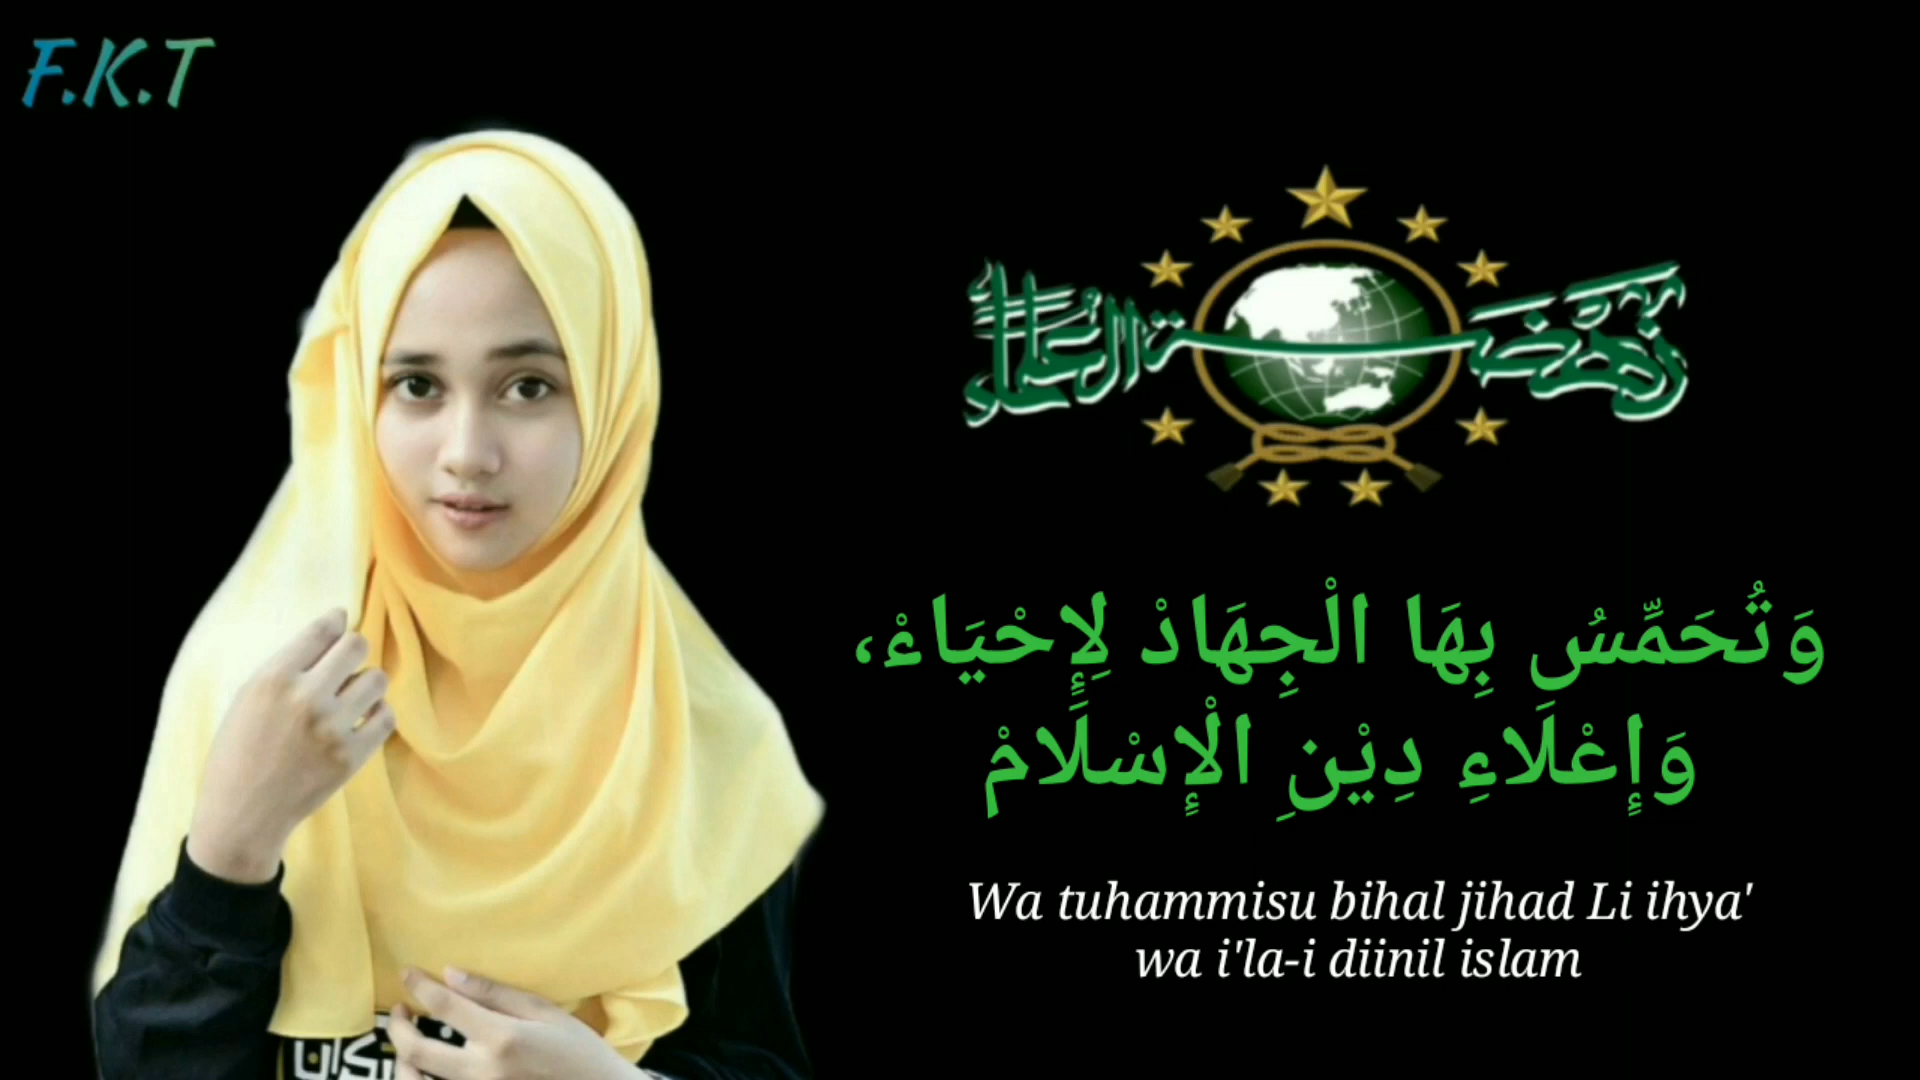 F.K.T
نهضة العلماء
وَتُحَمِّسُ بِهَا الْجِهَادْ لِإِحْيَاءْ،
وَإِعْلَاءِ دِيْنِ الْإِسْلَامْ
Wa tuhammisu bihal jihad Li ihya'
wa i'la-i diinil islam